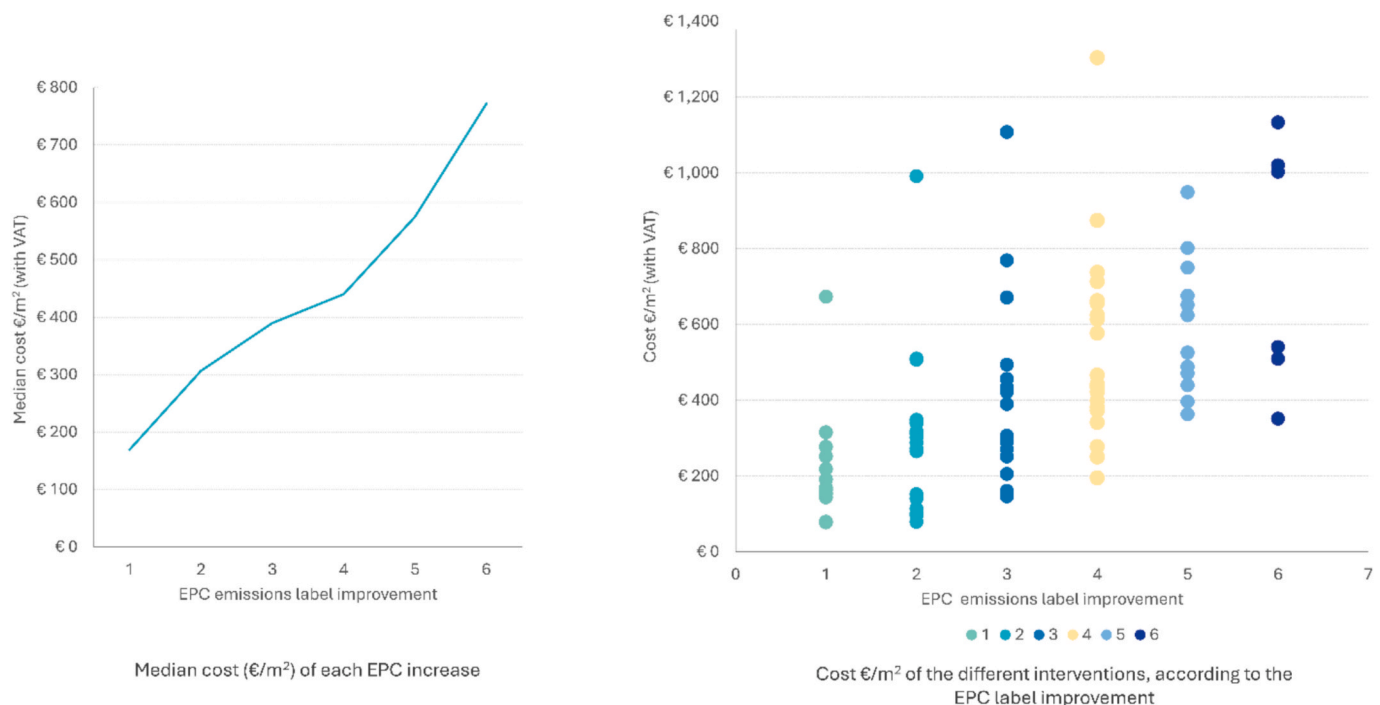 € 800
€ 700
€ 600
€ 500
€ 400
€ 300
€ 200
€ 100
€ 0
Median cost €/m² (with VAT)
1 2 3 4 5 6
EPC emissions label improvement
Median cost (€/m²) of each EPC increase
€ 1,400
€ 1,200
€ 1,000
€ 800
€ 600
€ 400
€ 200
€ 0
Cost €/m² (with VAT)
0 1 2 3 4 5 6 7
EPC emissions label improvement
1 2 3 4 5 6
Cost €/m² of the different interventions, according to the
EPC label improvement